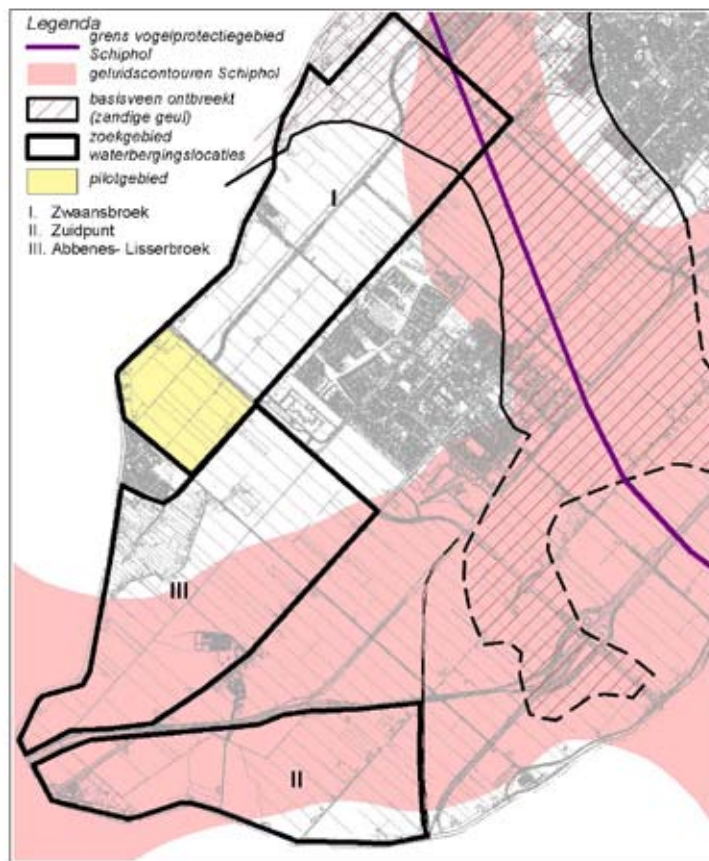 Legenda
grens vogelprotectiegebied
Schiphol
geluidscontouren Schiphol
basisveen ontbreekt
(zandige geul)
zoekgebied
waterbergingslocaties
pilotgebied
I. Zwaansbroek
II. Zuidpunt
III. Abbenes- Lisserbroek
I
III
II